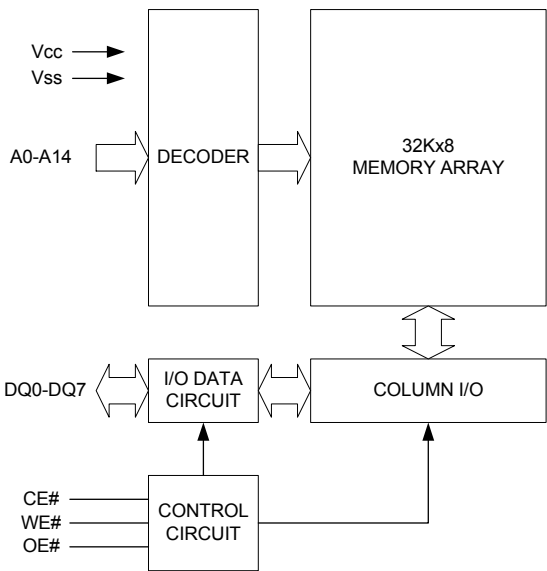 Vcc
Vss
A0-A14
DECODER
32Kx8
MEMORY ARRAY
DQ0-DQ7
I/O DATA
CIRCUIT
COLUMN I/O
CE#
WE#
OE#
CONTROL
CIRCUIT